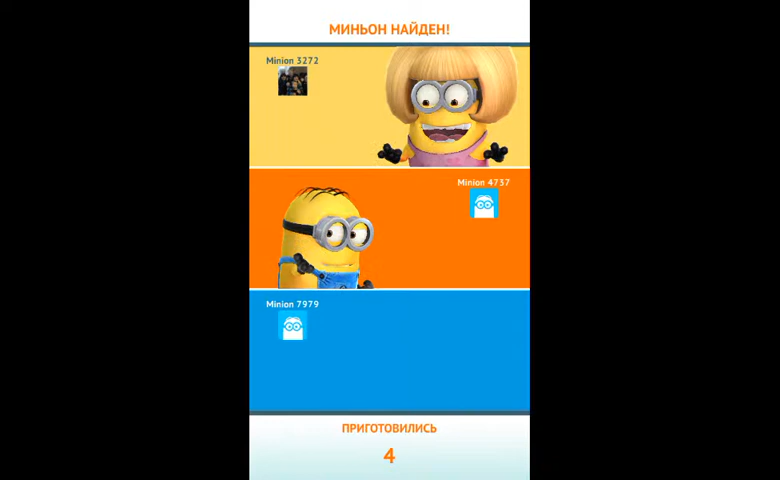 МИНЬОН НАЙДЕН!
Minion 3272
Minion 4737
Minion 7979
ПРИГОТОВИЛИСЬ
4